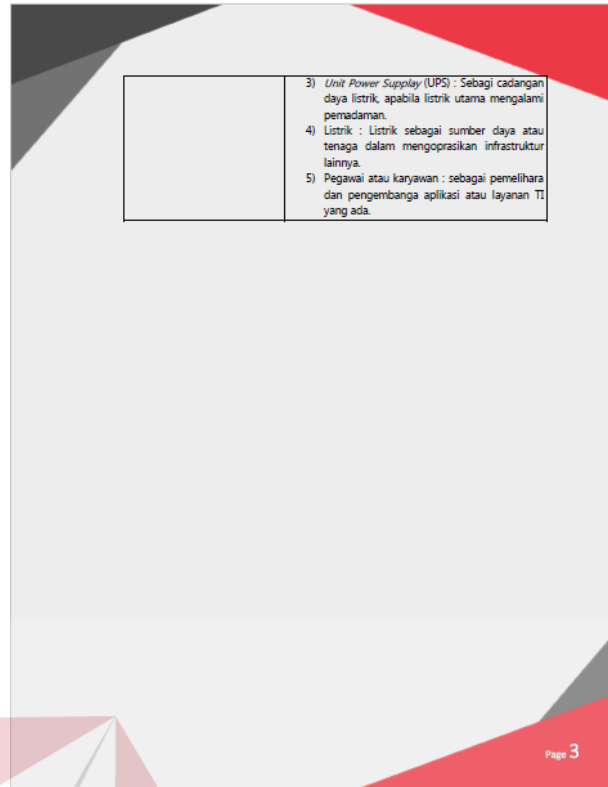 3) Unit Power Supplay (UPS) : Sebagi cadangan
daya listrik, apabila listrik utama mengalami
pemadaman.
4) Listrik : Listrik sebagai sumber daya atau
tenaga dalam mengoprasikan infrastruktur
lainnya.
5) Pegawai atau karyawan : sebagai pemelihara
dan pengembanga aplikasi atau layanan TI
yang ada.
Page 3